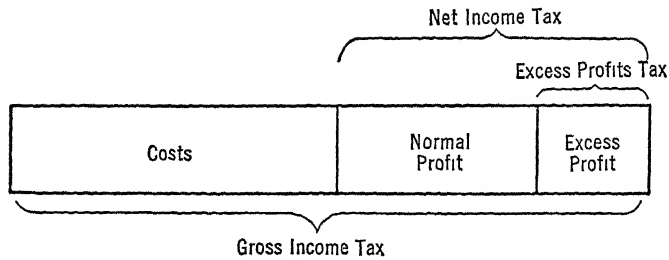 Net Income Tax
Excess Profits Tax
Costs
Normal
Profit
Excess
Profit
Gross Income Tax